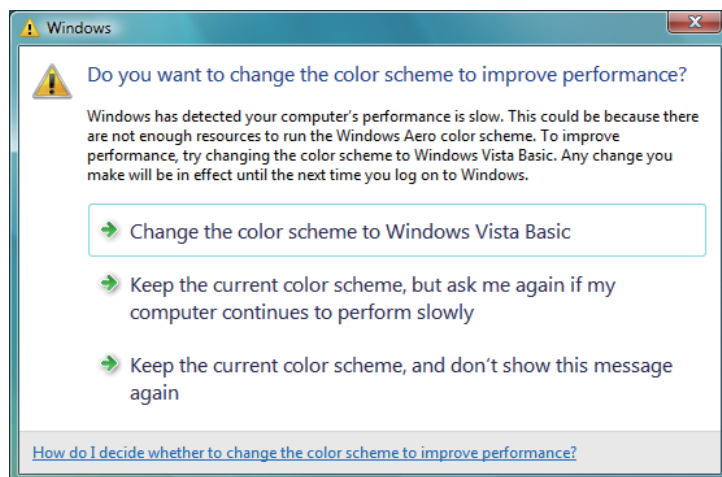 Windows
Do you want to change the color scheme to improve performance?
Windows has detected your computer's performance is slow. This could be because there
are not enough resources to run the Windows Aero color scheme. To improve
performance, try changing the color scheme to Windows Vista Basic. Any change you
make will be in effect until the next time you log on to Windows.
Change the color scheme to Windows Vista Basic
Keep the current color scheme, but ask me again if my
computer continues to perform slowly
Keep the current color scheme, and don't show this message
again
How do I decide whether to change the color scheme to improve performance?